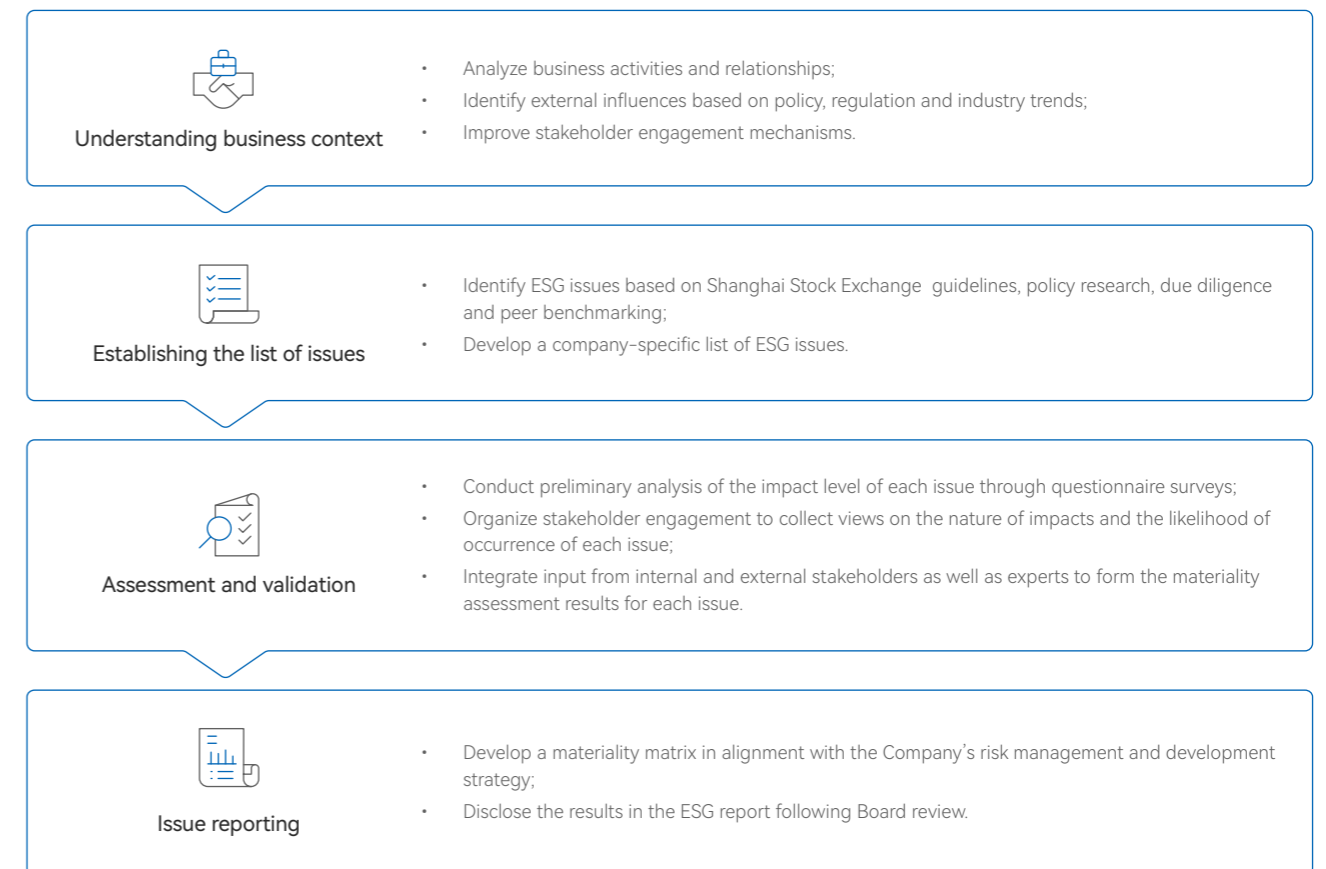 Understanding business context
• Analyze business activities and relationships;
• Identify external influences based on policy, regulation and industry trends;
• Improve stakeholder engagement mechanisms.
Establishing the list of issues
• Identify ESG issues based on Shanghai Stock Exchange  guidelines, policy research, due diligence
and peer benchmarking;
• Develop a company-specific list of ESG issues.
Assessment and validation
• Conduct preliminary analysis of the impact level of each issue through questionnaire surveys;
• Organize stakeholder engagement to collect views on the nature of impacts and the likelihood of
occurrence of each issue;
• Integrate input from internal and external stakeholders as well as experts to form the materiality
assessment results for each issue.
Issue reporting
• Develop a materiality matrix in alignment with the Company's risk management and development
strategy;
• Disclose the results in the ESG report following Board review.